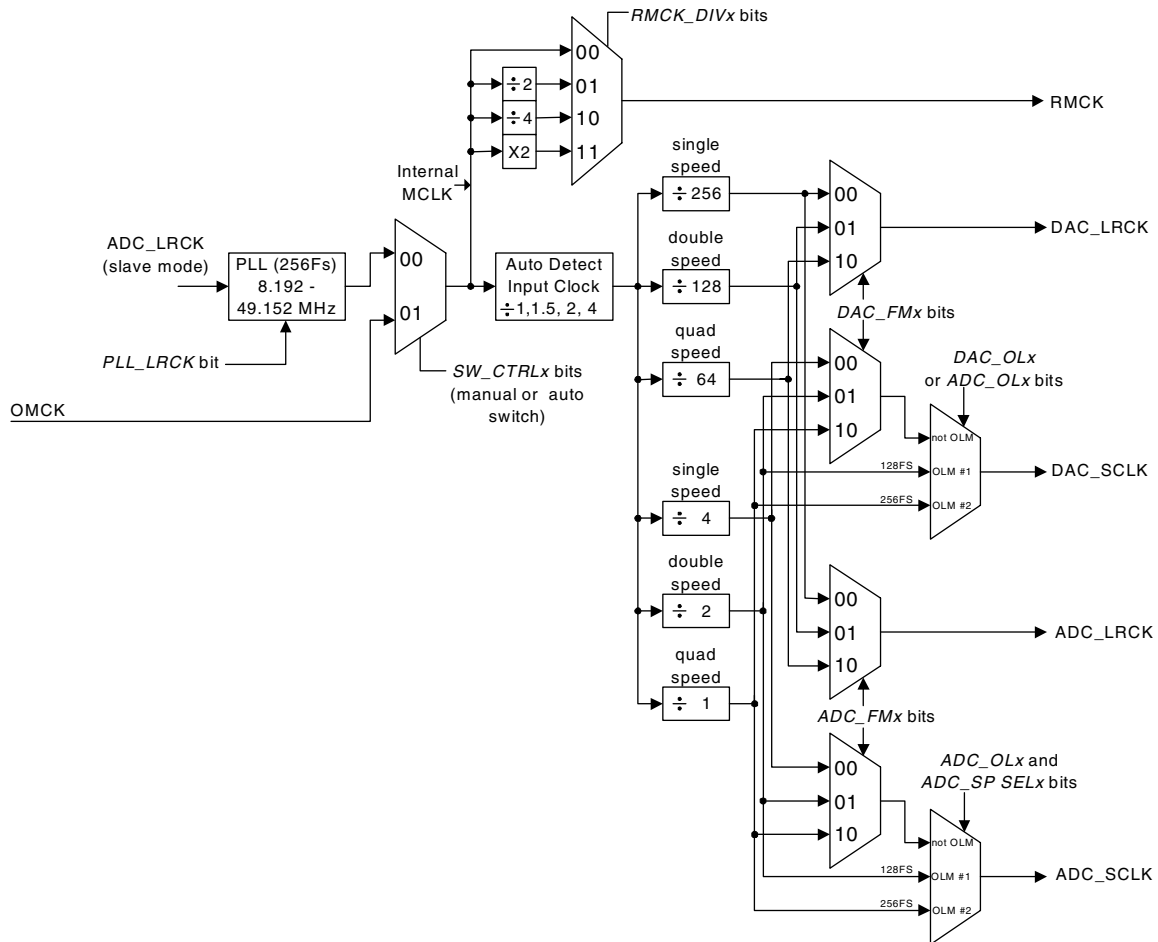 RMCK_DIVx bits
00
÷2
01
÷4
10
X2
11
RMCK
Internal
MCLK
single
speed
÷ 256
00
01
10
DAC_LRCK
ADC_LRCK
(slave mode)
PLL (256Fs)
8.192 -
49.152 MHz
00
01
Auto Detect
Input Clock
÷1,1.5, 2, 4
double
speed
÷ 128
DAC_FMx bits
PLL_LRCK bit
SW_CTRLx bits
(manual or auto
switch)
OMCK
quad
speed
÷ 64
00
01
10
DAC_OLx
or ADC_OLx bits
not OLM
128FS
OLM #1
256FS
OLM #2
DAC_SCLK
single
speed
÷ 4
double
speed
÷ 2
00
01
10
ADC_LRCK
quad
speed
÷ 1
ADC_FMx bits
00
01
10
ADC_OLx and
ADC_SP SELx bits
not OLM
128FS
OLM #1
256FS
OLM #2
ADC_SCLK